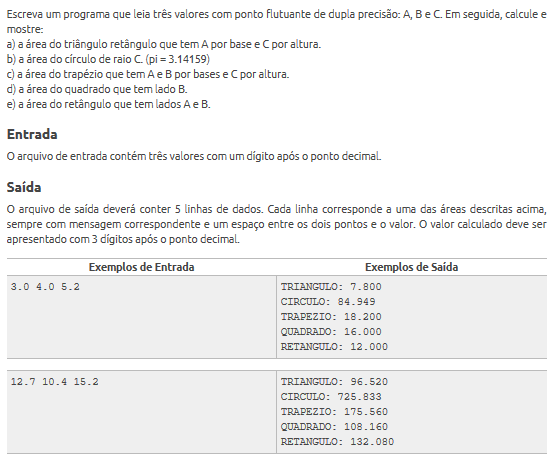 Escreva um programa que leia três valores com ponto flutuante de dupla precisão: A, B e C. Em seguida, calcule e
mostre:
a) a área do triângulo retângulo que tem A por base e C por altura.
b) a área do círculo de raio C. (pi = 3.14159)
c) a área do trapézio que tem A e B por bases e C por altura.
d) a área do quadrado que tem lado B.
e) a área do retângulo que tem lados A e B.
Entrada
O arquivo de entrada contém três valores com um dígito após o ponto decimal.
Saída
O arquivo de saída deverá conter 5 linhas de dados. Cada linha corresponde a uma das áreas descritas acima,
sempre com mensagem correspondente e um espaço entre os dois pontos e o valor. O valor calculado deve ser
apresentado com 3 dígitos após o ponto decimal.
Exemplos de Entrada Exemplos de Saída
3.0 4.0 5.2 TRIANGULO: 7.800
CIRCULO: 84.949
TRAPEZIO: 18.200
QUADRADO: 16.000
RETANGULO: 12.000
12.7 10.4 15.2 TRIANGULO: 96.520
CIRCULO: 725.833
TRAPEZIO: 175.560
QUADRADO: 108.160
RETANGULO: 132.080